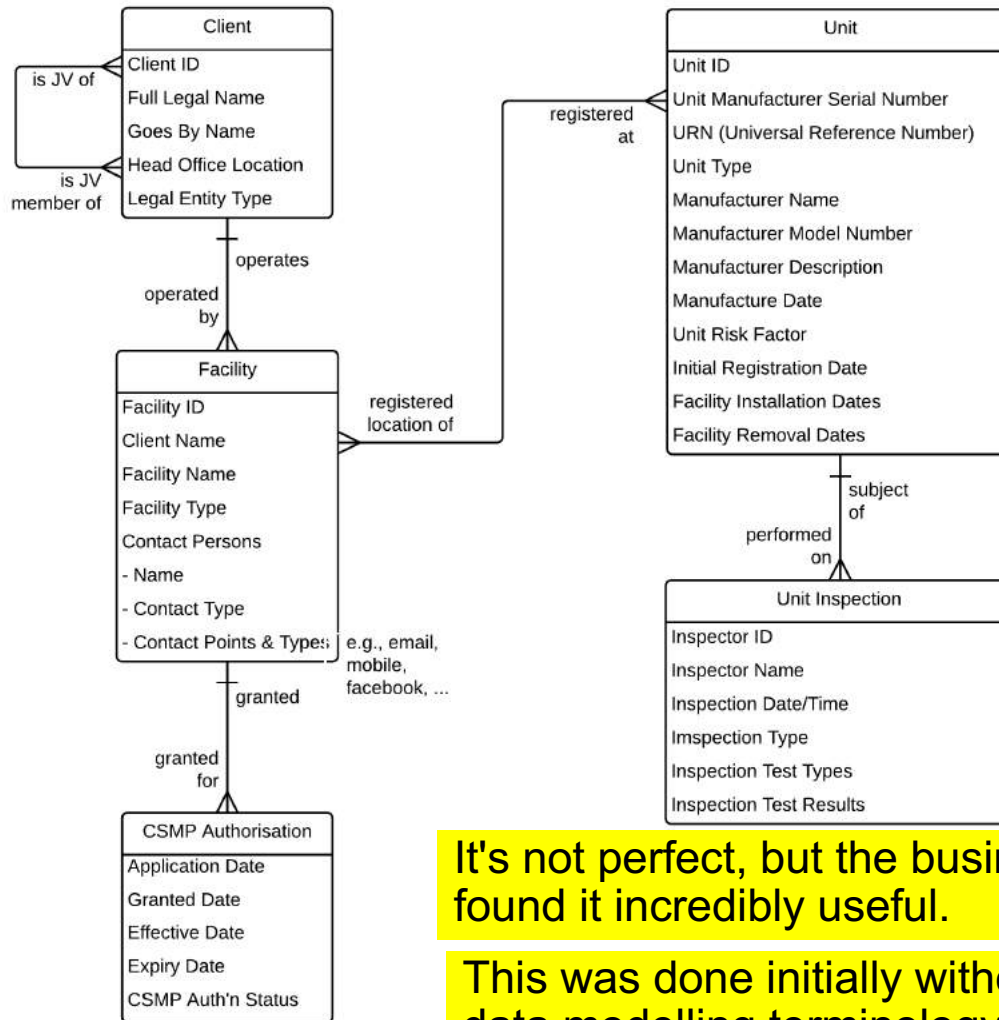 Client
Client ID
Full Legal Name
Goes By Name
Head Office Location
Legal Entity Type
is JV of
is JV
member of
operates
operated
by
Facility
Facility ID
Client Name
Facility Name
Facility Type
Contact Persons
- Name
- Contact Type
- Contact Points & Types
e.g., email,
mobile,
facebook, ...
granted
granted
for
CSMP Authorisation
Application Date
Granted Date
Effective Date
Expiry Date
CSMP Auth'n Status
registered
at
registered
location of
Unit
Unit ID
Unit Manufacturer Serial Number
URN (Universal Reference Number)
Unit Type
Manufacturer Name
Manufacturer Model Number
Manufacturer Description
Manufacture Date
Unit Risk Factor
Initial Registration Date
Facility Installation Dates
Facility Removal Dates
subject
of
performed
on
Unit Inspection
Inspector ID
Inspector Name
Inspection Date/Time
Imspection Type
Inspection Test Types
Inspection Test Results
It's not perfect, but the
found it incredibly useful.
This was done initially
data modelling terminology